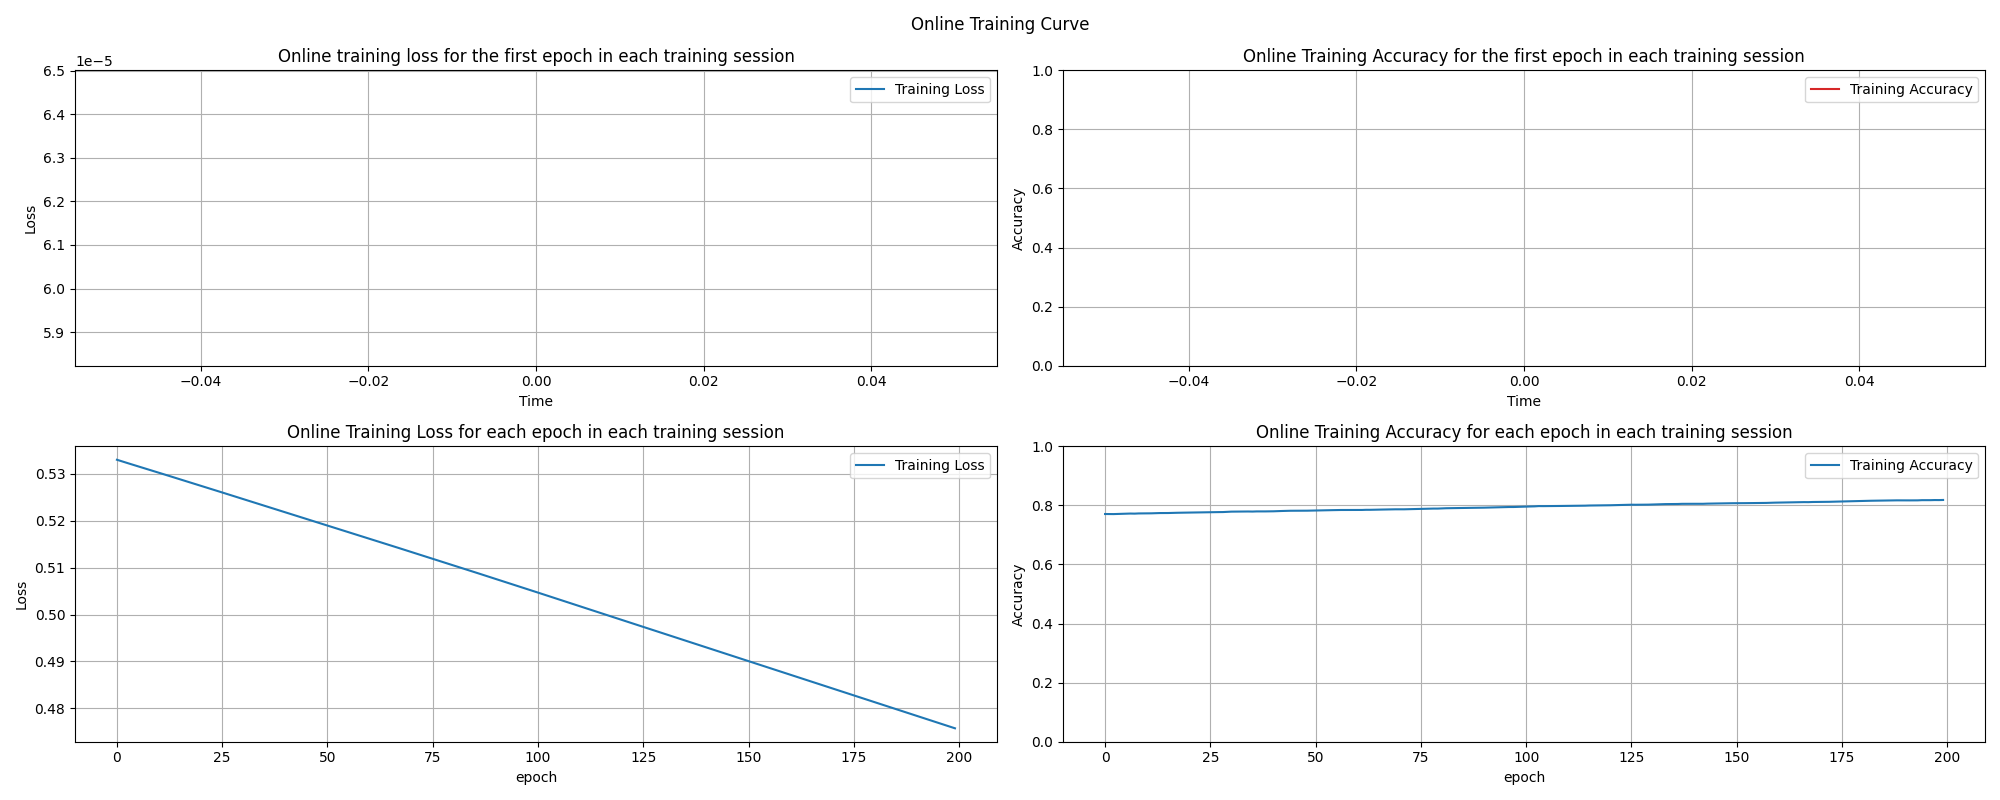 Online Training Curve
Online training loss for the first epoch in each training session
1e−5
6.5
6.4
6.3
6.2
6.1
6.0
5.9
Loss
Training Loss
−0.04 −0.02 0.00 0.02 0.04
Time
Online Training Accuracy for the first epoch in each training session
1.0
0.8
0.6
0.4
0.2
0.0
Accuracy
Training Accuracy
−0.04 −0.02 0.00 0.02 0.04
Time
Online Training Loss for each epoch in each training session
0.53
0.52
0.51
0.50
0.49
0.48
Loss
Training Loss
0 25 50 75 100 125 150 175 200
epoch
Online Training Accuracy for each epoch in each training session
1.0
0.8
0.6
0.4
0.2
0.0
Accuracy
Training Accuracy
0 25 50 75 100 125 150 175 200
epoch